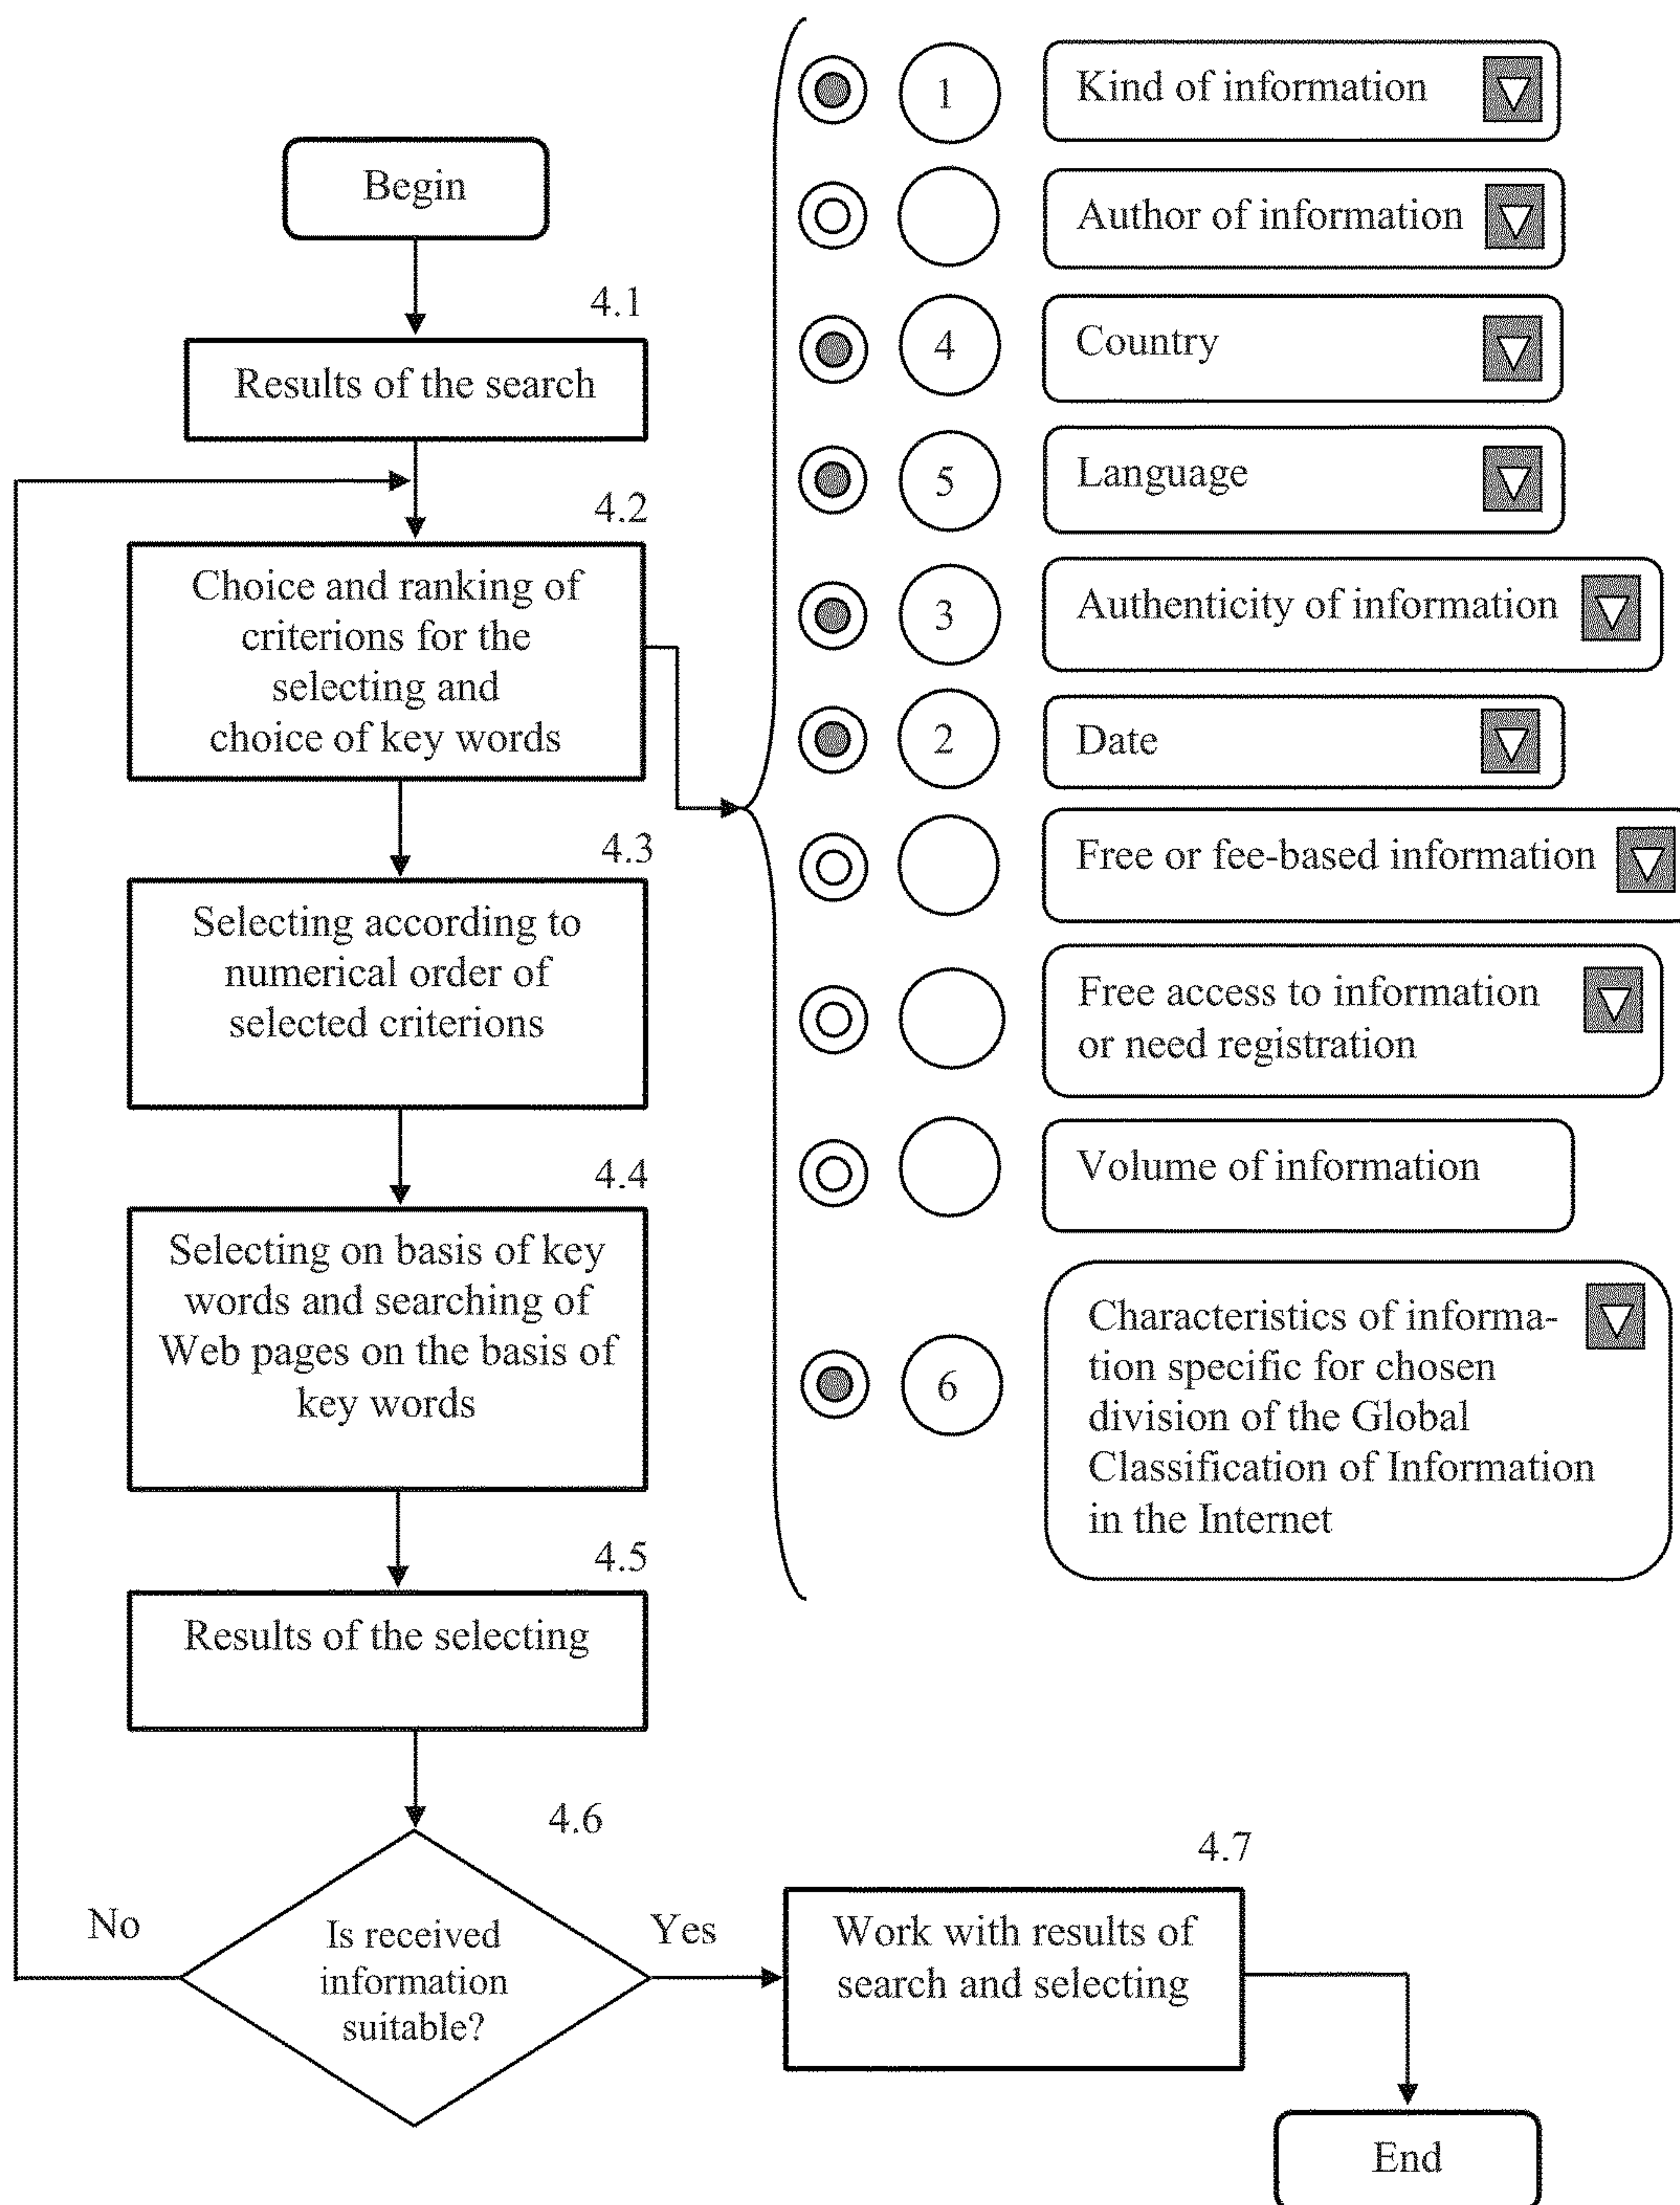 Begin
4.1
Results of the search
4.2
Choice and ranking of
criterions for the
selecting and
choice of key words
4.3
Selecting according to
numerical order of
selected criterions
4.4
Selecting on basis of key
words and searching of
Web pages on the basis of
key words
4.5
Results of the selecting
4.6
Is received
information
suitable?
No
Yes
4.7
Work with results of
search and selecting
End
1
Kind of information
Author of information
4
Country
5
Language
3
Authenticity of information
2
Date
Free or fee-based information
Free access to information
or need registration
Volume of information
6
Characteristics of informa-
tion specific for chosen
division of the Global
Classification of Information
in the Internet